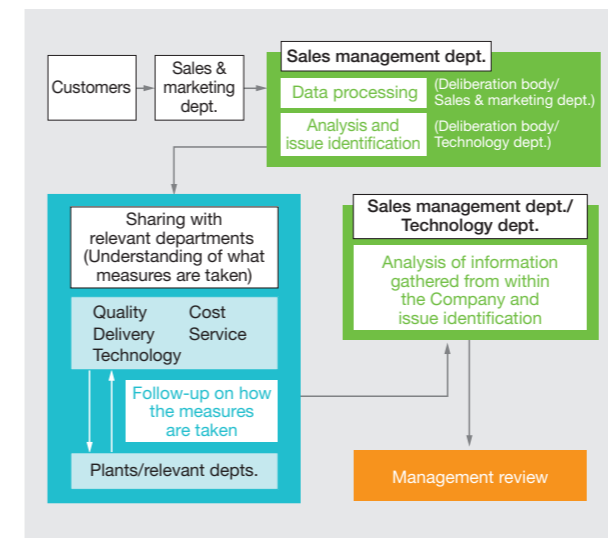 Customers
Sales &
marketing
dept.
Sales management dept.
Data processing
(Deliberation body/
Sales & marketing dept.)
Analysis and
issue identification
(Deliberation body/
Technology dept.)
Sharing with
relevant departments
(Understanding of what
measures are taken)
Quality Cost
Delivery Service
Technology
Follow-up on how
the measures
are taken
Plants/relevant depts.
Sales management dept./
Technology dept.
Analysis of information
gathered from within
the Company and
issue identification
Management review